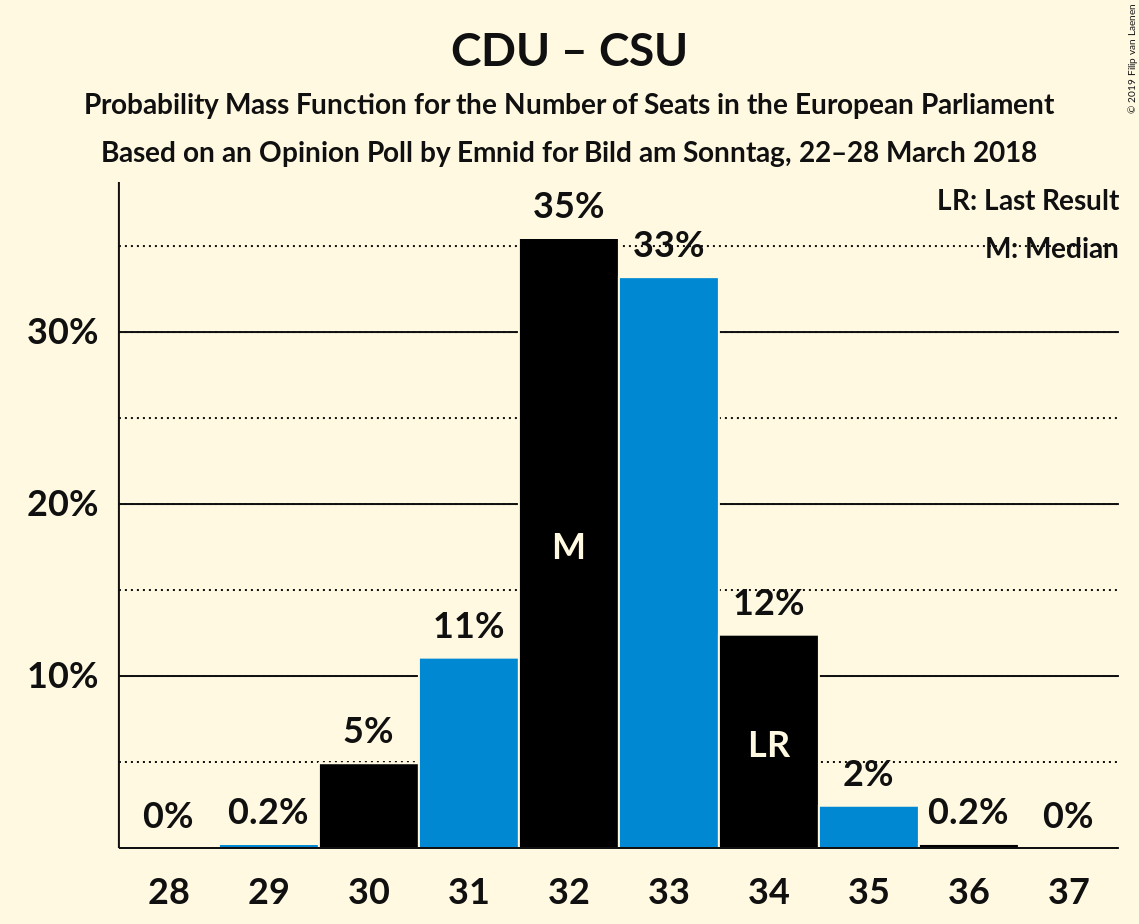 CDU – CSU
Probability Mass Function for the Number of Seats in the European Parliament
Based on an Opinion Poll by Emnid for Bild am Sonntag, 22–28 March 2018
© 2019 Filip van Laenen
LR: Last Result
M: Median
35%
33%
30%
20%
10%
M
12%
11%
LR
5%
2%
0%
0.2%
0.2%
0%
28 29 30 31 32 33 34 35 36 37